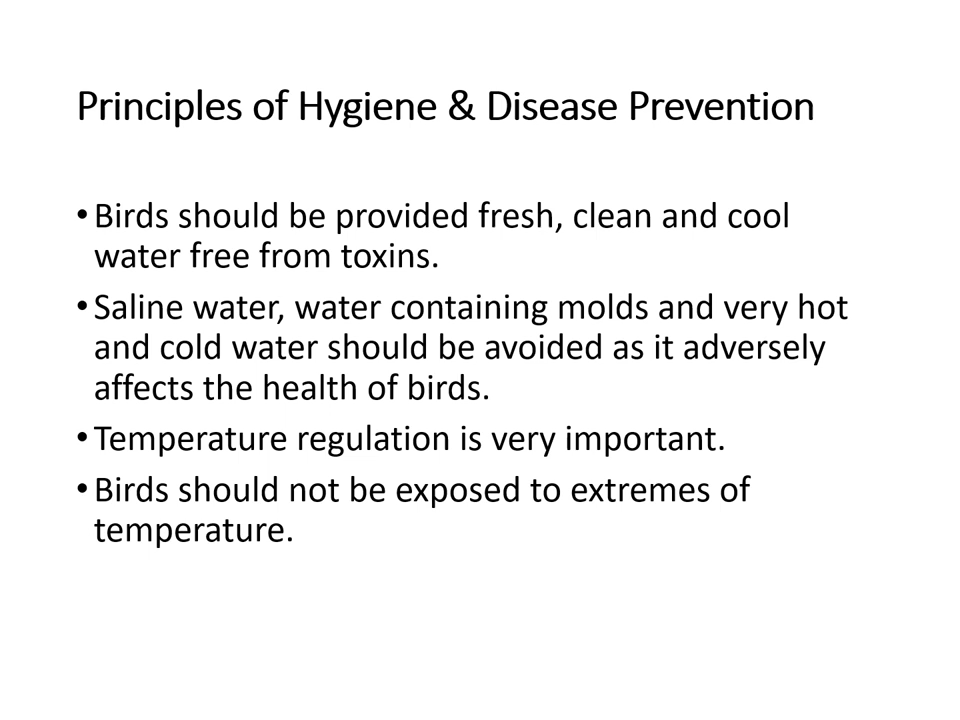 Principles of Hygiene & Disease Prevention
• Birds should be provided fresh, clean and cool
water free from toxins.
• Saline water, water containing molds and very hot
and cold water should be avoided as it adversely
affects the health of birds.
• Temperature regulation is very important.
• Birds should not be exposed to extremes of
temperature.